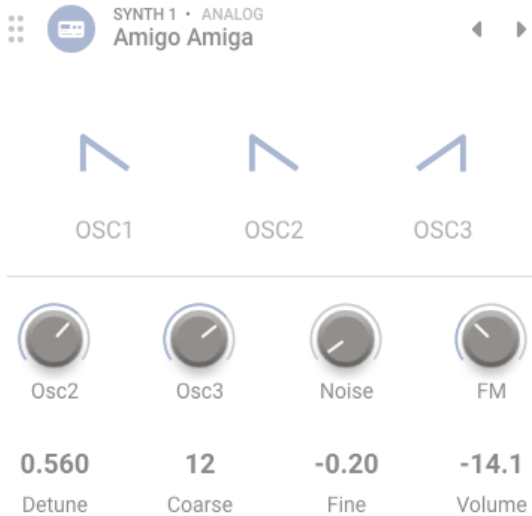 SYNTH 1 • ANALOG
Amigo Amiga
OSC1 OSC2 OSC3
Osc2 Osc3 Noise FM
0.560 12 -0.20 -14.1
Detune Coarse Fine Volume